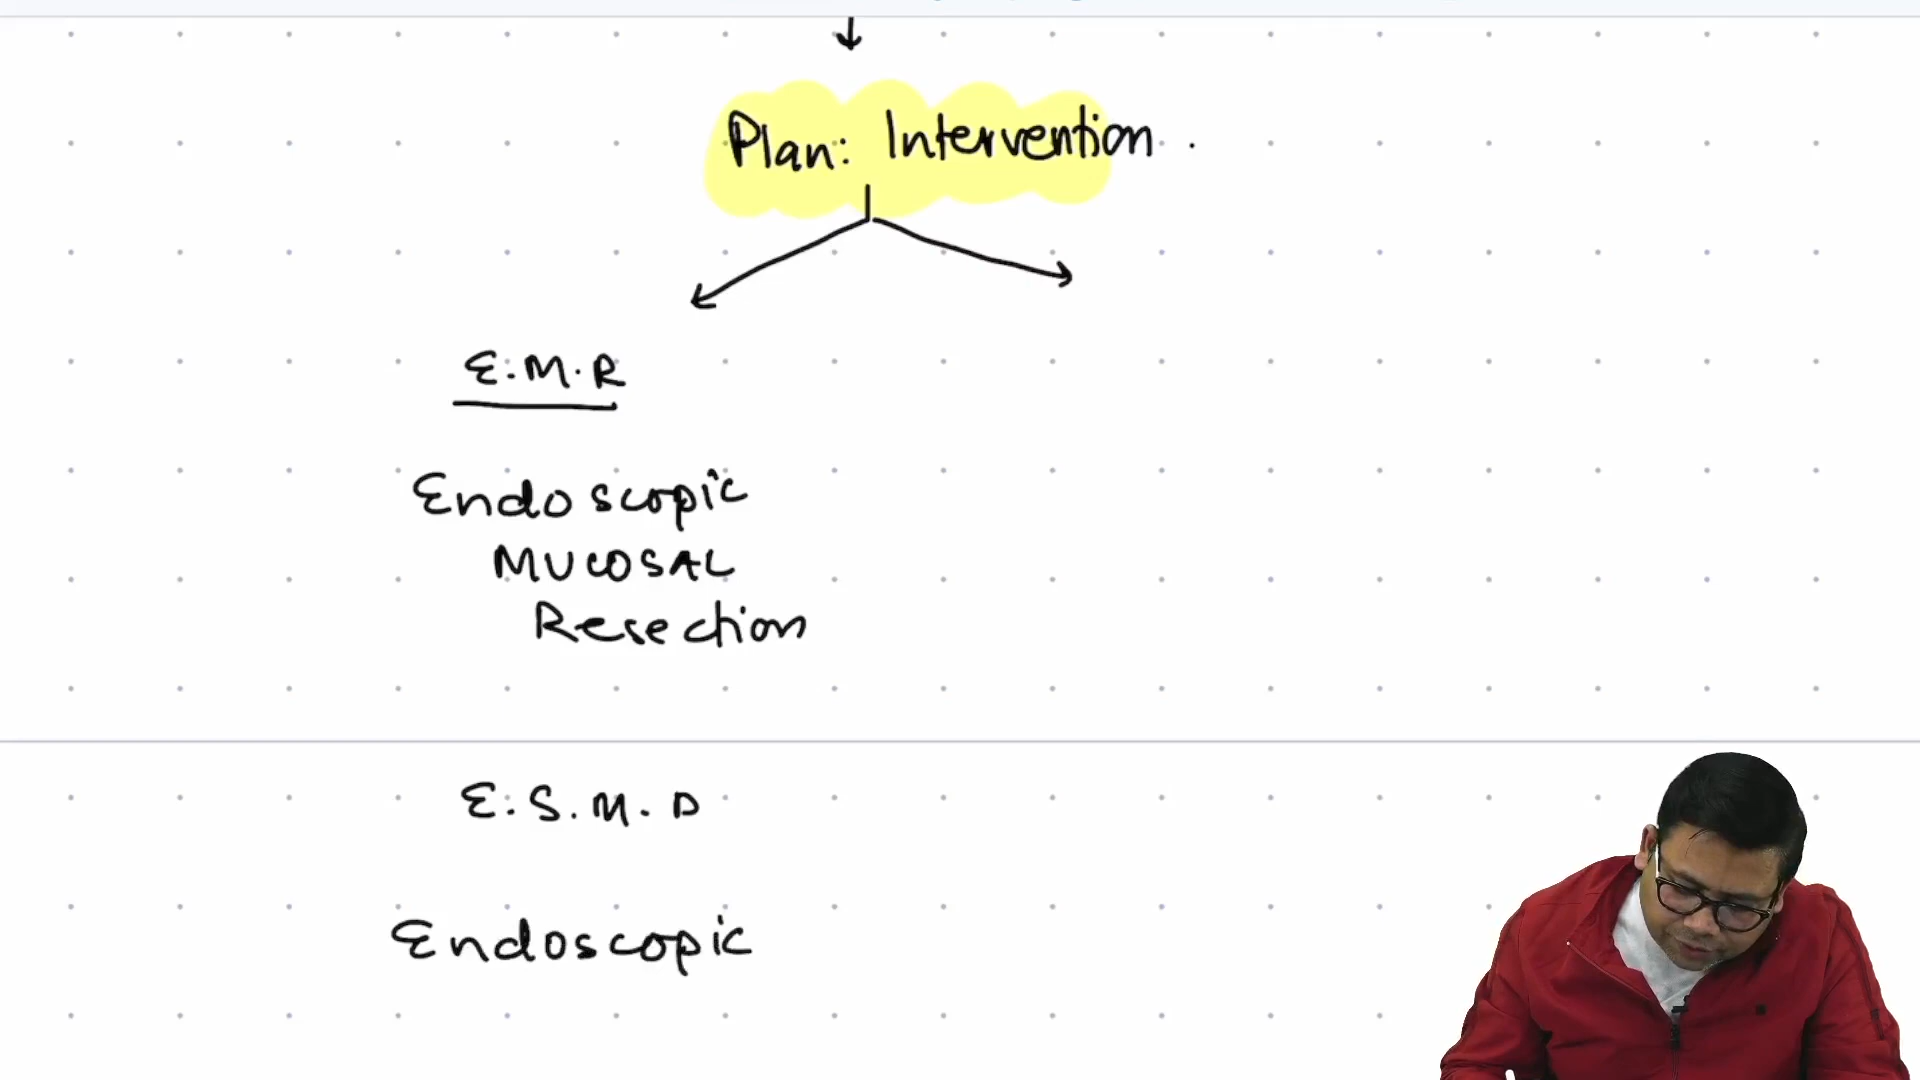 Plan: Intervention.
E.M.R
Endoscopic
MUCOSAL
Resection
E.S.M.D
Endoscopic